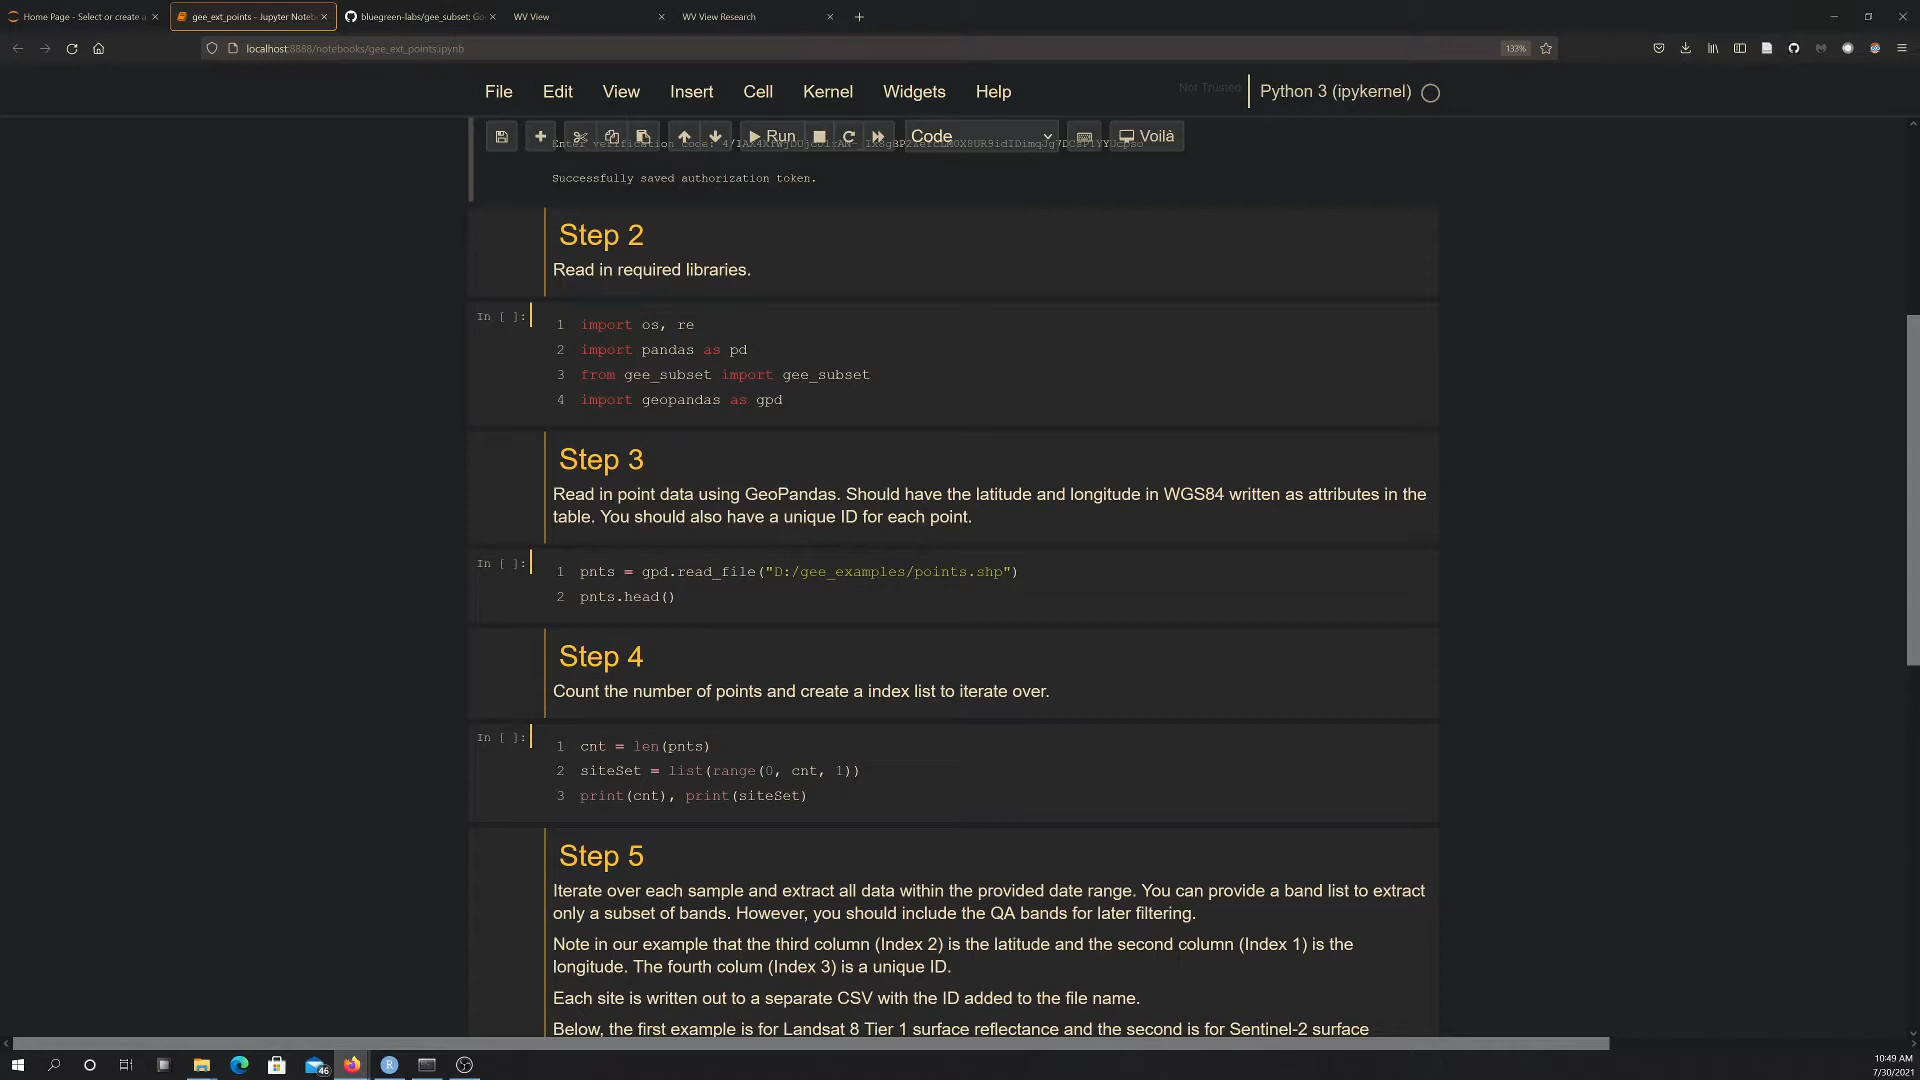 Home Page - Select or create a
gee_ext_points - Jupyter Noteb
bluegreen-labs/gee_subset: Go
WV View
WV View Research
localhost:8888/notebooks/gee_ext_points.ipynb
133%
File Edit View Insert Cell Kernel Widgets Help
Not Trusted
Python 3 (ipykernel)
Run
Code
Voilà
Enter verification code:
Successfully saved authorization token.
Step 2
Read in required libraries.
In [ ]:
1 import os, re
2 import pandas as pd
3 from gee_subset import gee_subset
4 import geopandas as gpd
Step 3
Read in point data using GeoPandas. Should have the latitude and longitude in WGS84 written as attributes in the
table. You should also have a unique ID for each point.
In [ ]:
1 pnts = gpd.read_file("D:/gee_examples/points.shp")
2 pnts.head()
Step 4
Count the number of points and create a index list to iterate over.
In [ ]:
1 cnt = len(pnts)
2 siteSet = list(range(0, cnt, 1))
3 print(cnt), print(siteSet)
Step 5
Iterate over each sample and extract all data within the provided date range. You can provide a band list to extract
only a subset of bands. However, you should include the QA bands for later filtering.
Note in our example that the third column (Index 2) is the latitude and the second column (Index 1) is the
longitude. The fourth colum (Index 3) is a unique ID.
Each site is written out to a separate CSV with the ID added to the file name.
Below, the first example is for Landsat 8 Tier 1 surface reflectance and the second is for Sentinel-2 surface
46
10:49 AM
7/30/2021